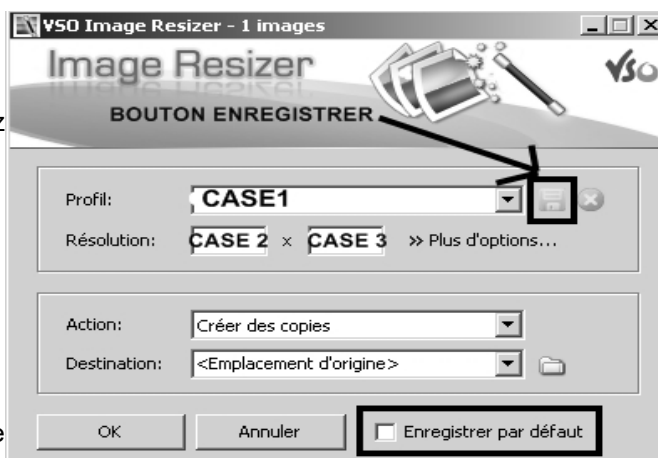 VSO Image Resizer - 1 images
Image Resizer
vso
BOUTON ENREGISTRER
z
Profil: CASE1
Résolution: CASE 2 × CASE 3 » Plus d'options...
Action: Créer des copies
Destination: <Emplacement d'origine>
e
OK Annuler Enregistrer par défaut